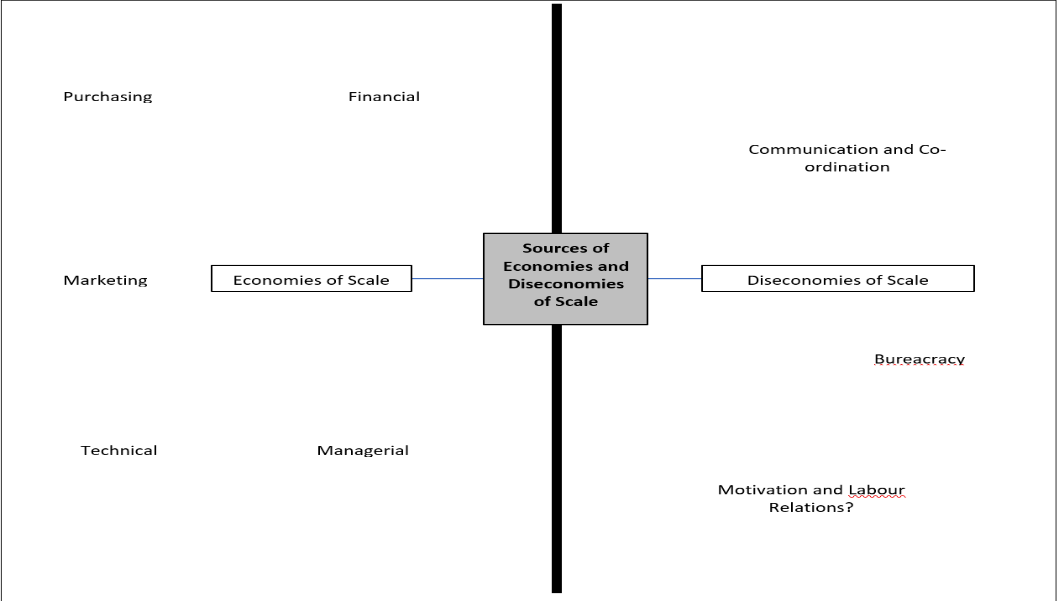 Purchasing
Financial
Communication and Co-
ordination
Sources of
Economies and
Diseconomies
of Scale
Marketing
Economies of Scale
Diseconomies of Scale
Bureacracy
Technical
Managerial
Motivation and Labour
Relations?